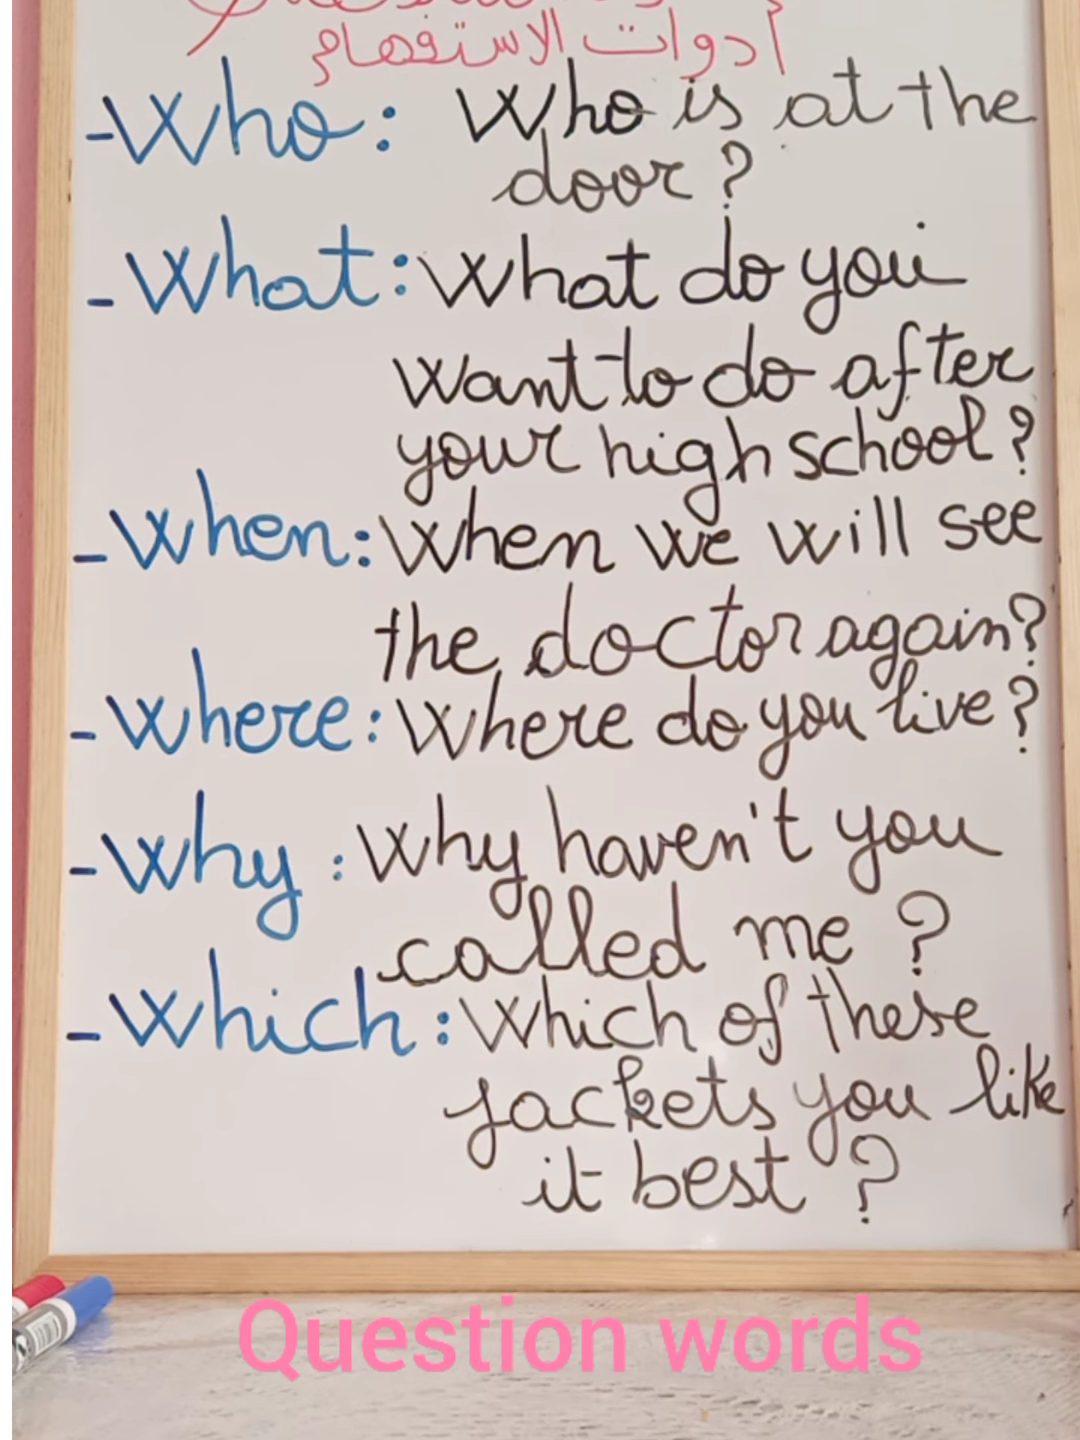 أدوات الاستفهام
-Who: Who is at the
door?
-What: What do you
want to do after
your high school?
-When: When we will see
the doctor again?
-Where: Where do you live?
-Why: Why haven't you
called me?
-Which: Which of these
jackets you like
it best?
Question words